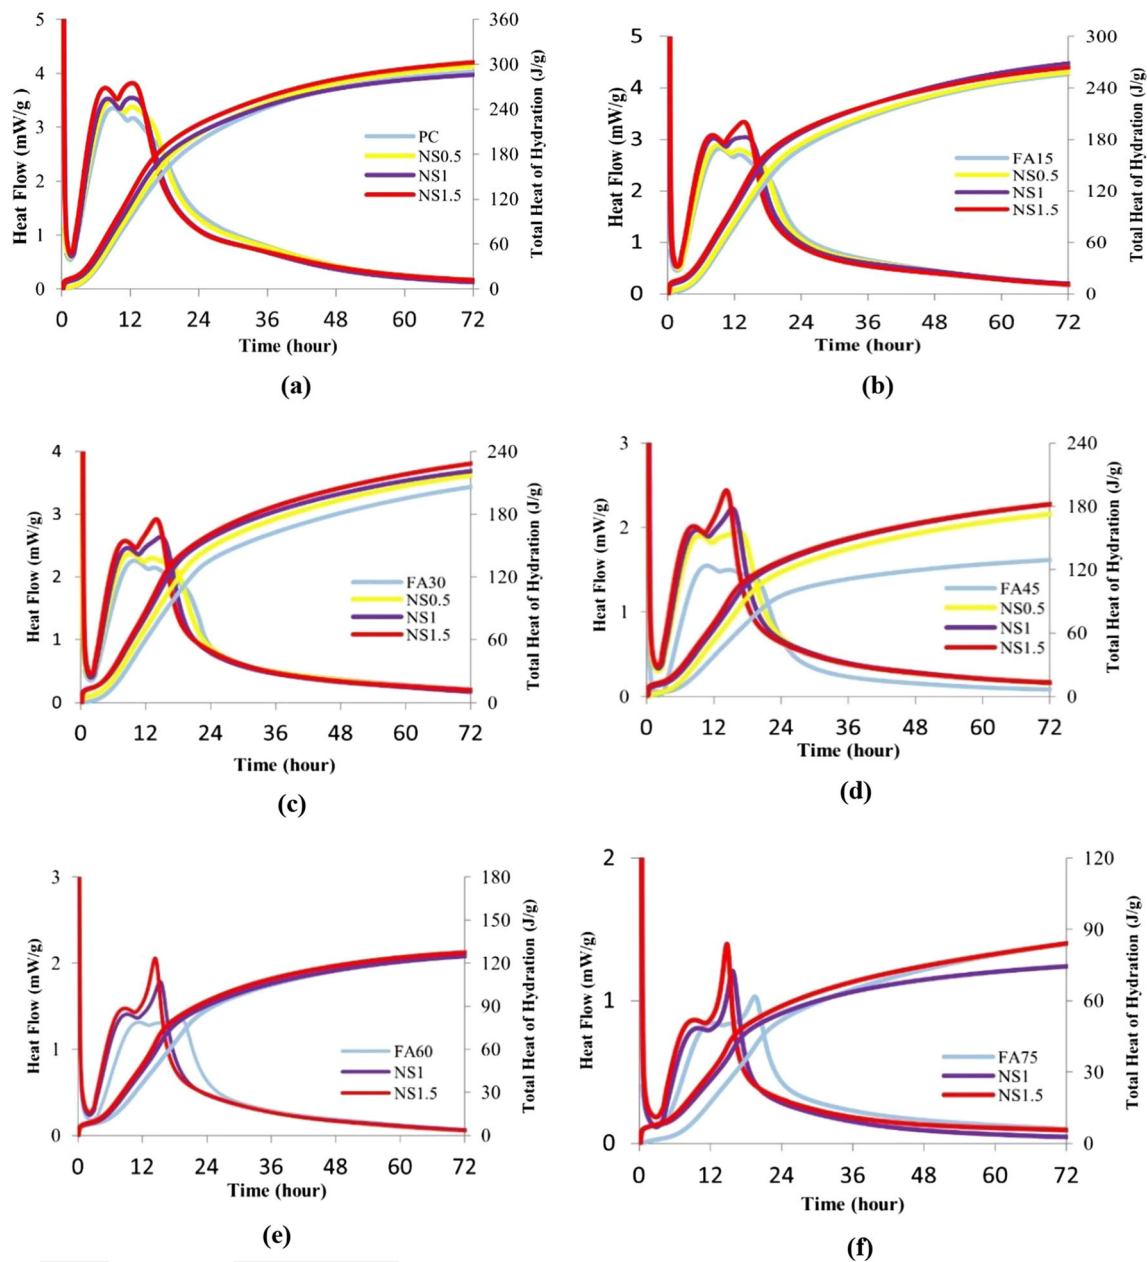 5
4
3
2
1
0
Heat Flow (mW/g )
360
300
240
180
120
60
0
Total Heat of Hydration (J/g)
PC
NS0.5
NS1
NS1.5
0 12 24 36 48 60 72
Time (hour)
(a)
5
4
3
2
1
0
Heat Flow (mW/g)
300
240
180
120
60
0
Total Heat of Hydration (J/g)
FA15
NS0.5
NS1
NS1.5
0 12 24 36 48 60 72
Time (hour)
(b)
4
3
2
1
0
Heat Flow (mW/g)
240
180
120
60
0
Total Heat of Hydration (J/g)
FA30
NS0.5
NS1
NS1.5
0 12 24 36 48 60 72
Time (hour)
(c)
3
2
1
0
Heat Flow (mW/g)
240
180
120
60
0
Total Heat of Hydration (J/g)
FA45
NS0.5
NS1
NS1.5
0 12 24 36 48 60 72
Time (hour)
(d)
3
2
1
0
Heat Flow (mW/g)
180
150
120
90
60
30
0
Total Heat of Hydration (J/g)
FA60
NS1
NS1.5
0 12 24 36 48 60 72
Time (hour)
(e)
2
1
0
Heat Flow (mW/g)
120
90
60
30
0
Total Heat of Hydration (J/g)
FA75
NS1
NS1.5
0 12 24 36 48 60 72
Time (hour)
(f)